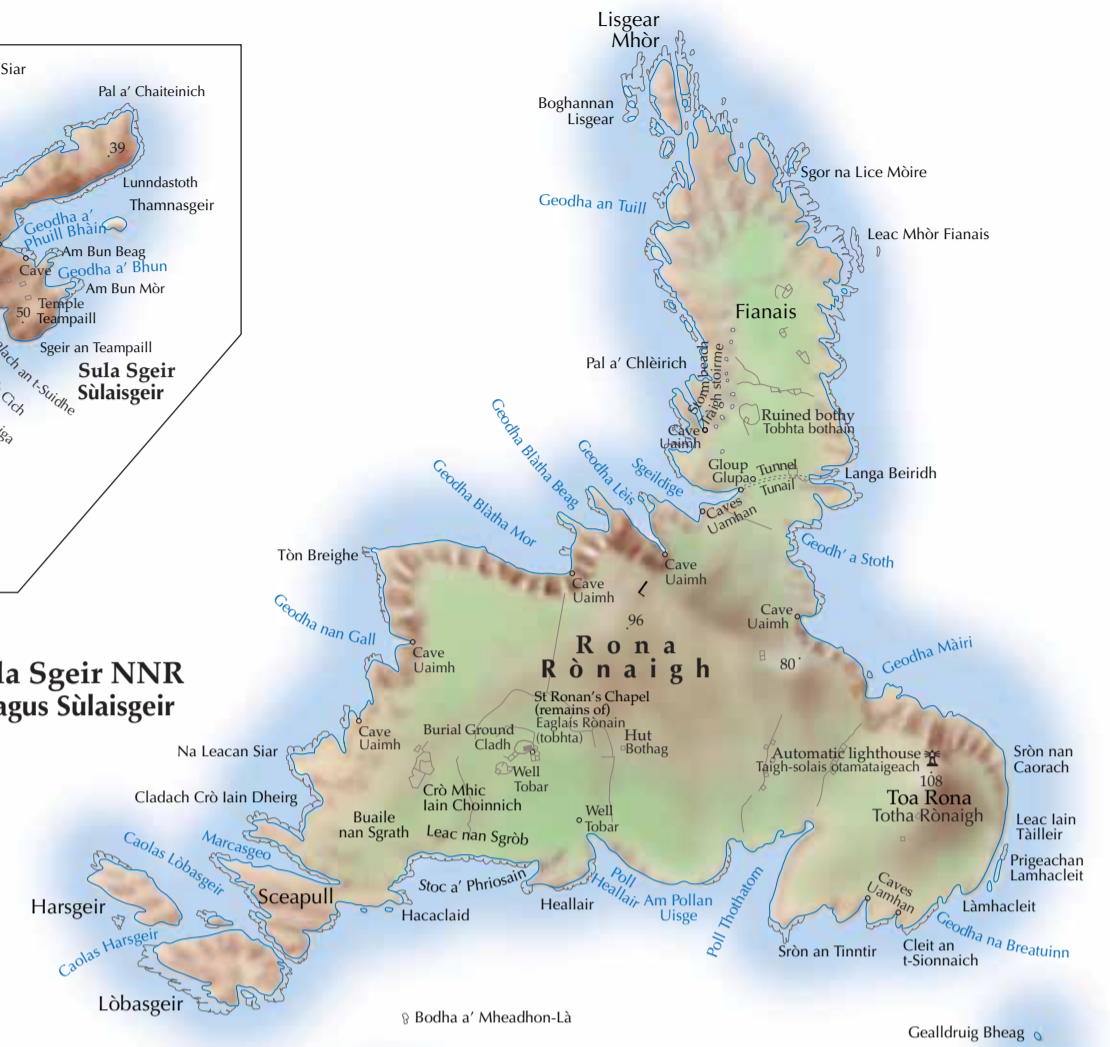 Siar
Pal a' Chaiteinich
.39
Lunndastoth
Thamnasgeir
Geodha a'
Phuill Bhàin
Am Bun Beag
Cave
Geodha a' Bhun
Am Bun Mòr
50
Temple
Teampaill
Sgeir an Teampaill
Sula Sgeir
Sùlaisgeir
alach an t-Suidhe
Cich
iga
la Sgeir NNR
agus Sùlaisgeir
Lisgear
Mhòr
Boghannan
Lisgear
Sgor na Lice Mòire
Geodha an Tuill
Leac Mhòr Fianais
Fianais
Pal a' Chlèirich
Storm beach
Tràigh stoirme
Cave
Uaimh
Ruined bothy
Tobhta bothain
Gloup
Glupa
Tunnel
Tunail
Langa Beiridh
Caves
Uamhan
Sgeildige
Geodha Lèis
Geodha Blàtha Beag
Geodha Blàtha Mor
Geodh' a Stoth
Tòn Breighe
Cave
Uaimh
Cave
Uaimh
Cave
Uaimh
.96
Geodha nan Gall
Cave
Uaimh
Rona
Rònaigh
80
Geodha Màiri
St Ronan's Chapel
(remains of)
Eaglais Rònain
(tobhta)
Burial Ground
Cladh
Hut
Bothag
Cave
Uaimh
Na Leacan Siar
Well
Tobar
Automatic lighthouse
Taigh-solais otamataigeach
108
Sròn nan
Caorach
Toa Rona
Totha Rònaigh
Cladach Crò Iain Dheirg
Crò Mhic
Iain Choinnich
Buaile
nan Sgrath
Leac nan Sgròb
Well
Tobar
Leac Iain
Tàilleir
Prigeachan
Lamhacleit
Marcasgeo
Caolas Lòbasgeir
Sceapull
Stoc a' Phriosain
Hacaclaid
Heallair
Poll
Heallair
Am Pollan
Uisge
Poll Thothatom
Caves
Uamhan
Làmhacleit
Geodha na Breatuinn
Harsgeir
Caolas Harsgeir
Lòbasgeir
Sròn an Tinntir
Cleit an
t-Sionnaich
Bodha a' Mheadhon-Là
Gealldruig Bheag